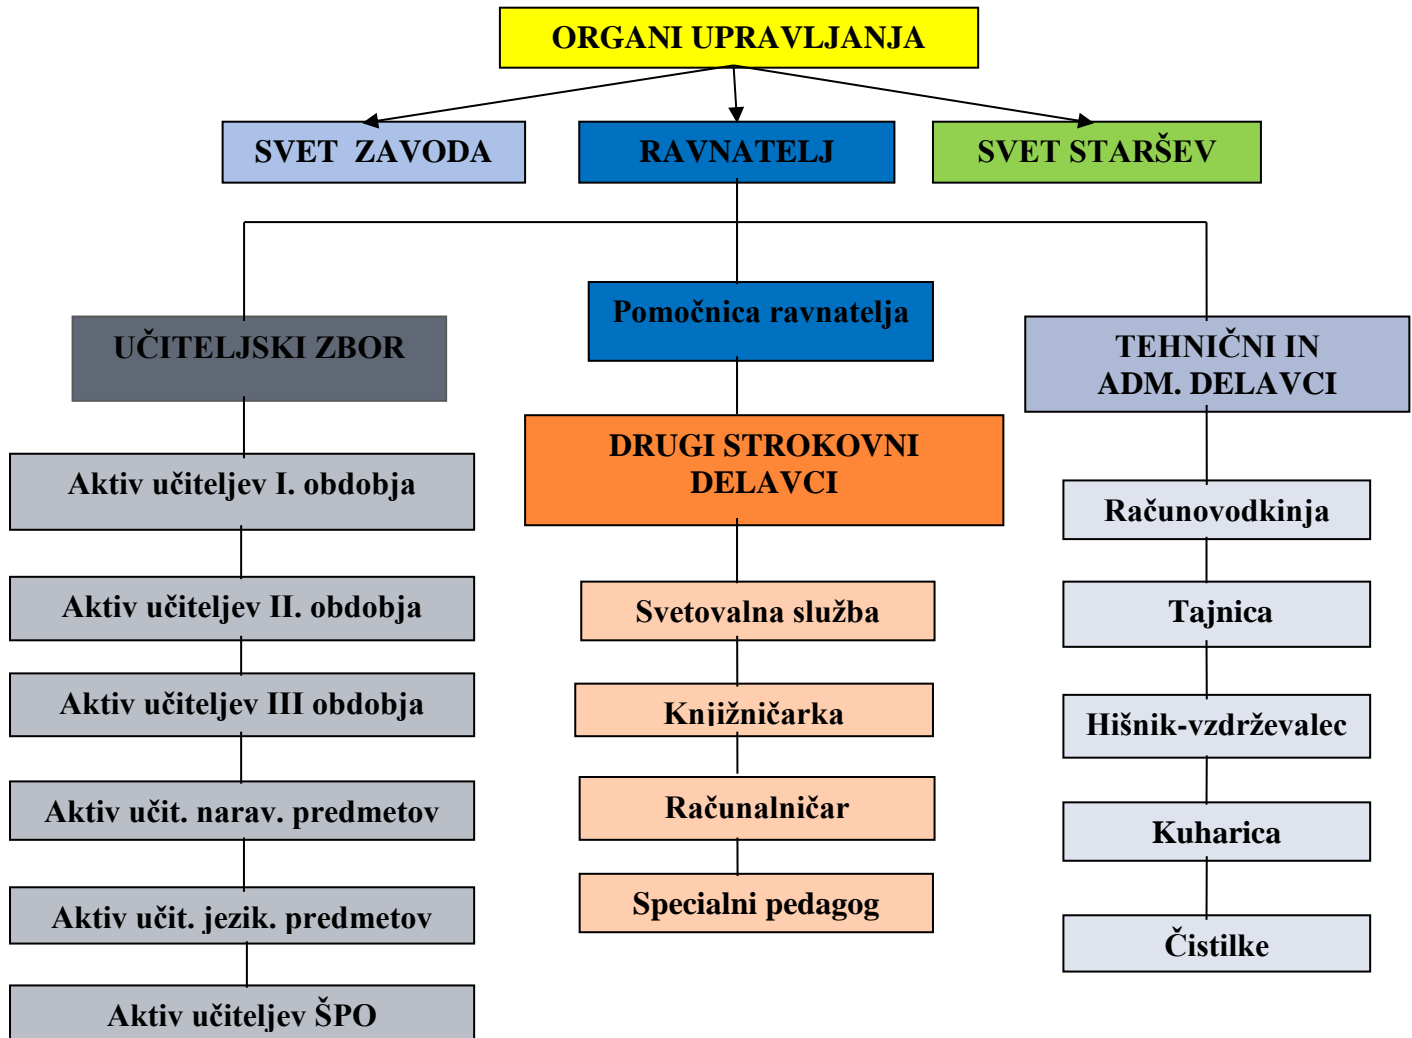 ORGANI UPRAVLJANJA
SVET ZAVODA
RAVNATELJ
SVET STARŠEV
UČITELJSKI ZBOR
Aktiv učiteljev I. obdobja
Aktiv učiteljev II. obdobja
Aktiv učiteljev III obdobja
Aktiv učit. narav. predmetov
Aktiv učit. jezik. predmetov
Aktiv učiteljev ŠPO
Pomočnica ravnatelja
DRUGI STROKOVNI
DELAVCI
Svetovalna služba
Knjižničarka
Računalničar
Specialni pedagog
TEHNIČNI IN
ADM. DELAVCI
Računovodkinja
Tajnica
Hišnik-vzdrževalec
Kuharica
Čistilke